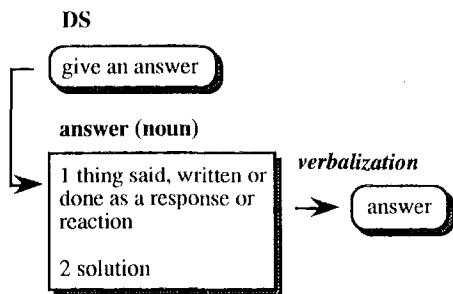 DS
give an answer
answer (noun)
1 thing said, written or
done as a response or
reaction
2 solution
verbalization
answer